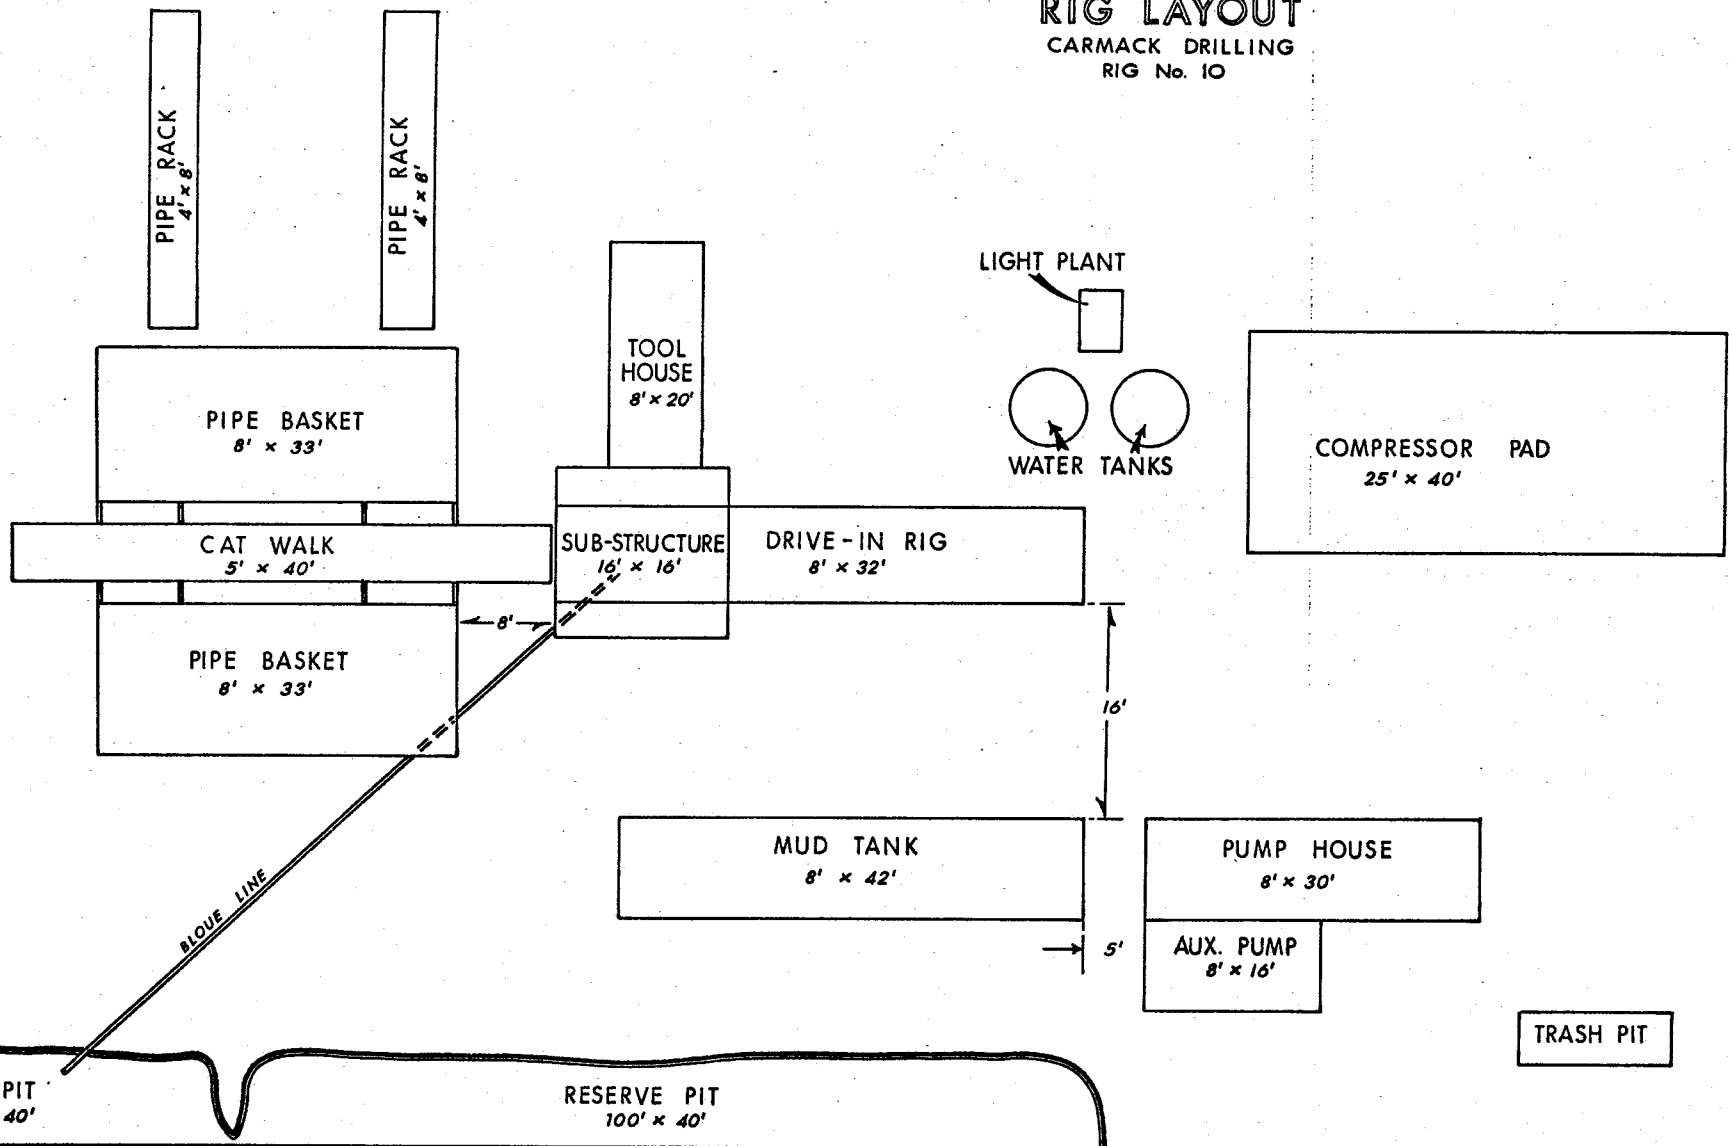 RIG LAYOUT
CARMACK DRILLING
RIG No. 10
PIPE RACK
4' x 8'
PIPE RACK
4' x 8'
LIGHT PLANT
TOOL
HOUSE
8' x 20'
PIPE BASKET
8' x 33'
WATER TANKS
COMPRESSOR PAD
25' x 40'
CAT WALK
5' x 40'
SUB-STRUCTURE
16' x 16'
DRIVE-IN RIG
8' x 32'
8'
PIPE BASKET
8' x 33'
16'
MUD TANK
8' x 42'
PUMP HOUSE
8' x 30'
BLOUE LINE
5'
AUX. PUMP
8' x 16'
TRASH PIT
PIT
40'
RESERVE PIT
100' x 40'